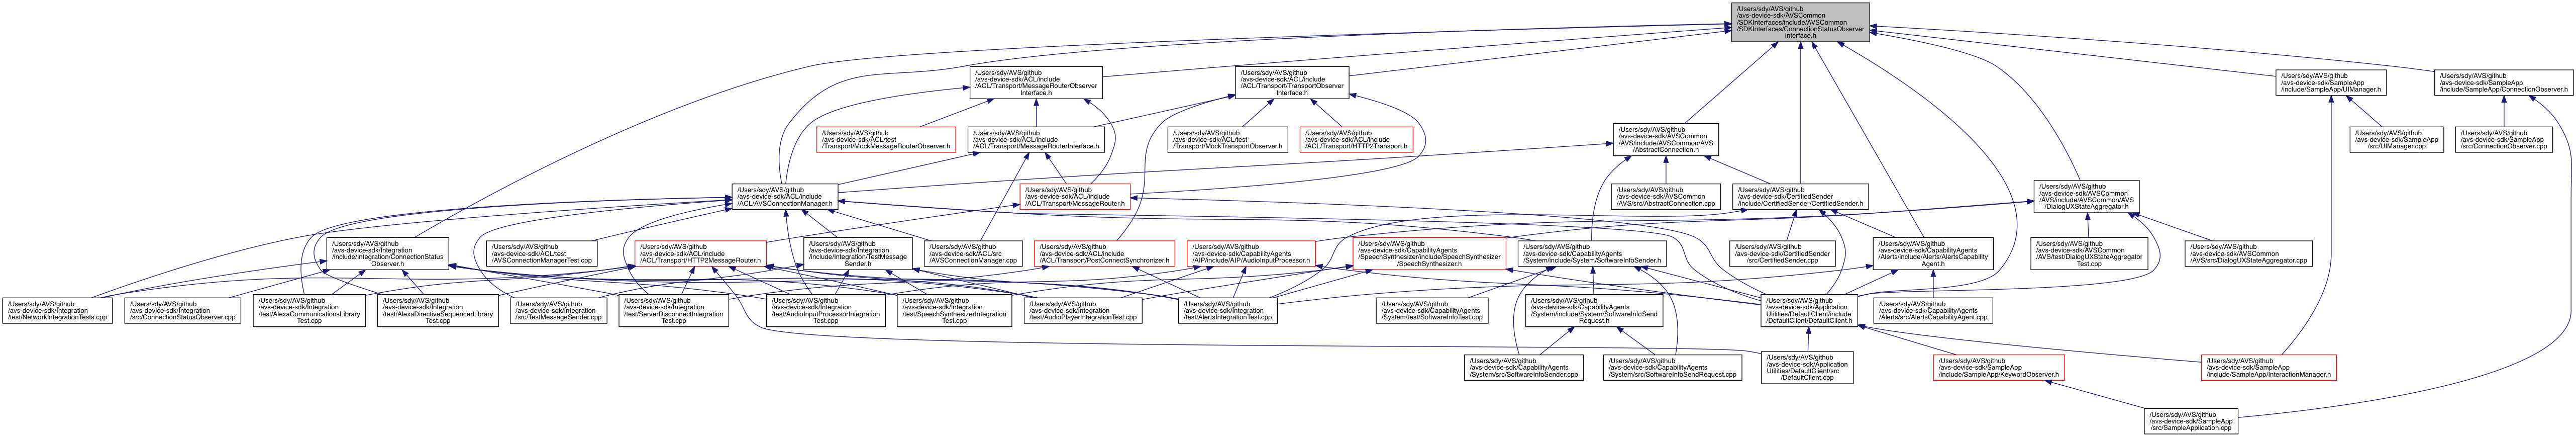 /Users/sdy/AVS/github
/avs-device-sdk/AVSCommon
/SDKInterfaces/include/AVSCommon
/SDKInterfaces/ConnectionStatusObserver
Interface.h
/Users/sdy/AVS/github
/avs-device-sdk/ACL/include
/ACL/Transport/MessageRouterObserver
Interface.h
/Users/sdy/AVS/github
/avs-device-sdk/ACL/include
/ACL/Transport/TransportObserver
Interface.h
/Users/sdy/AVS/github
/avs-device-sdk/SampleApp
/include/SampleApp/UIManager.h
/Users/sdy/AVS/github
/avs-device-sdk/SampleApp
/include/SampleApp/ConnectionObserver.h
/Users/sdy/AVS/github
/avs-device-sdk/ACL/test
/Transport/MockMessageRouterObserver.h
/Users/sdy/AVS/github
/avs-device-sdk/ACL/include
/ACL/Transport/MessageRouterInterface.h
/Users/sdy/AVS/github
/avs-device-sdk/ACL/test
/Transport/MockTransportObserver.h
/Users/sdy/AVS/github
/avs-device-sdk/ACL/include
/ACL/Transport/HTTP2Transport.h
/Users/sdy/AVS/github
/avs-device-sdk/AVSCommon
/AVS/include/AVSCommon/AVS
/AbstractConnection.h
/Users/sdy/AVS/github
/avs-device-sdk/SampleApp
/src/UIManager.cpp
/Users/sdy/AVS/github
/avs-device-sdk/SampleApp
/src/ConnectionObserver.cpp
/Users/sdy/AVS/github
/avs-device-sdk/ACL/include
/ACL/AVSConnectionManager.h
/Users/sdy/AVS/github
/avs-device-sdk/ACL/include
/ACL/Transport/MessageRouter.h
/Users/sdy/AVS/github
/avs-device-sdk/AVSCommon
/AVS/src/AbstractConnection.cpp
/Users/sdy/AVS/github
/avs-device-sdk/CertifiedSender
/include/CertifiedSender/CertifiedSender.h
/Users/sdy/AVS/github
/avs-device-sdk/AVSCommon
/AVS/include/AVSCommon/AVS
/DialogUXStateAggregator.h
/Users/sdy/AVS/github
/avs-device-sdk/Integration
/include/Integration/ConnectionStatus
Observer.h
/Users/sdy/AVS/github
/avs-device-sdk/ACL/test
/AVSConnectionManagerTest.cpp
/Users/sdy/AVS/github
/avs-device-sdk/ACL/include
/ACL/Transport/HTTP2MessageRouter.h
/Users/sdy/AVS/github
/avs-device-sdk/Integration
/include/Integration/TestMessage
Sender.h
/Users/sdy/AVS/github
/avs-device-sdk/ACL/src
/AVSConnectionManager.cpp
/Users/sdy/AVS/github
/avs-device-sdk/ACL/include
/ACL/Transport/PostConnectSynchronizer.h
/Users/sdy/AVS/github
/avs-device-sdk/CapabilityAgents
/AIP/include/AIP/AudioInputProcessor.h
/Users/sdy/AVS/github
/avs-device-sdk/CapabilityAgents
/SpeechSynthesizer/include/SpeechSynthesizer
/SpeechSynthesizer.h
/Users/sdy/AVS/github
/avs-device-sdk/CapabilityAgents
/System/include/System/SoftwareInfoSender.h
/Users/sdy/AVS/github
/avs-device-sdk/CertifiedSender
/src/CertifiedSender.cpp
/Users/sdy/AVS/github
/avs-device-sdk/CapabilityAgents
/Alerts/include/Alerts/AlertsCapability
Agent.h
/Users/sdy/AVS/github
/avs-device-sdk/AVSCommon
/AVS/test/DialogUXStateAggregator
Test.cpp
/Users/sdy/AVS/github
/avs-device-sdk/AVSCommon
/AVS/src/DialogUXStateAggregator.cpp
/Users/sdy/AVS/github
/avs-device-sdk/Integration
/test/NetworkIntegrationTests.cpp
/Users/sdy/AVS/github
/avs-device-sdk/Integration
/src/ConnectionStatusObserver.cpp
/Users/sdy/AVS/github
/avs-device-sdk/Integration
/test/AlexaCommunicationsLibrary
Test.cpp
/Users/sdy/AVS/github
/avs-device-sdk/Integration
/test/AlexaDirectiveSequencerLibrary
Test.cpp
/Users/sdy/AVS/github
/avs-device-sdk/Integration
/src/TestMessageSender.cpp
/Users/sdy/AVS/github
/avs-device-sdk/Integration
/test/ServerDisconnectIntegration
Test.cpp
/Users/sdy/AVS/github
/avs-device-sdk/Integration
/test/AudioInputProcessorIntegration
Test.cpp
/Users/sdy/AVS/github
/avs-device-sdk/Integration
/test/SpeechSynthesizerIntegration
Test.cpp
/Users/sdy/AVS/github
/avs-device-sdk/Integration
/test/AudioPlayerIntegrationTest.cpp
/Users/sdy/AVS/github
/avs-device-sdk/Integration
/test/AlertsIntegrationTest.cpp
/Users/sdy/AVS/github
/avs-device-sdk/CapabilityAgents
/System/test/SoftwareInfoTest.cpp
/Users/sdy/AVS/github
/avs-device-sdk/CapabilityAgents
/System/include/System/SoftwareInfoSend
Request.h
/Users/sdy/AVS/github
/avs-device-sdk/Application
Utilities/DefaultClient/include
/DefaultClient/DefaultClient.h
/Users/sdy/AVS/github
/avs-device-sdk/CapabilityAgents
/Alerts/src/AlertsCapabilityAgent.cpp
/Users/sdy/AVS/github
/avs-device-sdk/CapabilityAgents
/System/src/SoftwareInfoSender.cpp
/Users/sdy/AVS/github
/avs-device-sdk/CapabilityAgents
/System/src/SoftwareInfoSendRequest.cpp
/Users/sdy/AVS/github
/avs-device-sdk/Application
Utilities/DefaultClient/src
/DefaultClient.cpp
/Users/sdy/AVS/github
/avs-device-sdk/SampleApp
/include/SampleApp/KeywordObserver.h
/Users/sdy/AVS/github
/avs-device-sdk/SampleApp
/include/SampleApp/InteractionManager.h
/Users/sdy/AVS/github
/avs-device-sdk/SampleApp
/src/SampleApplication.cpp